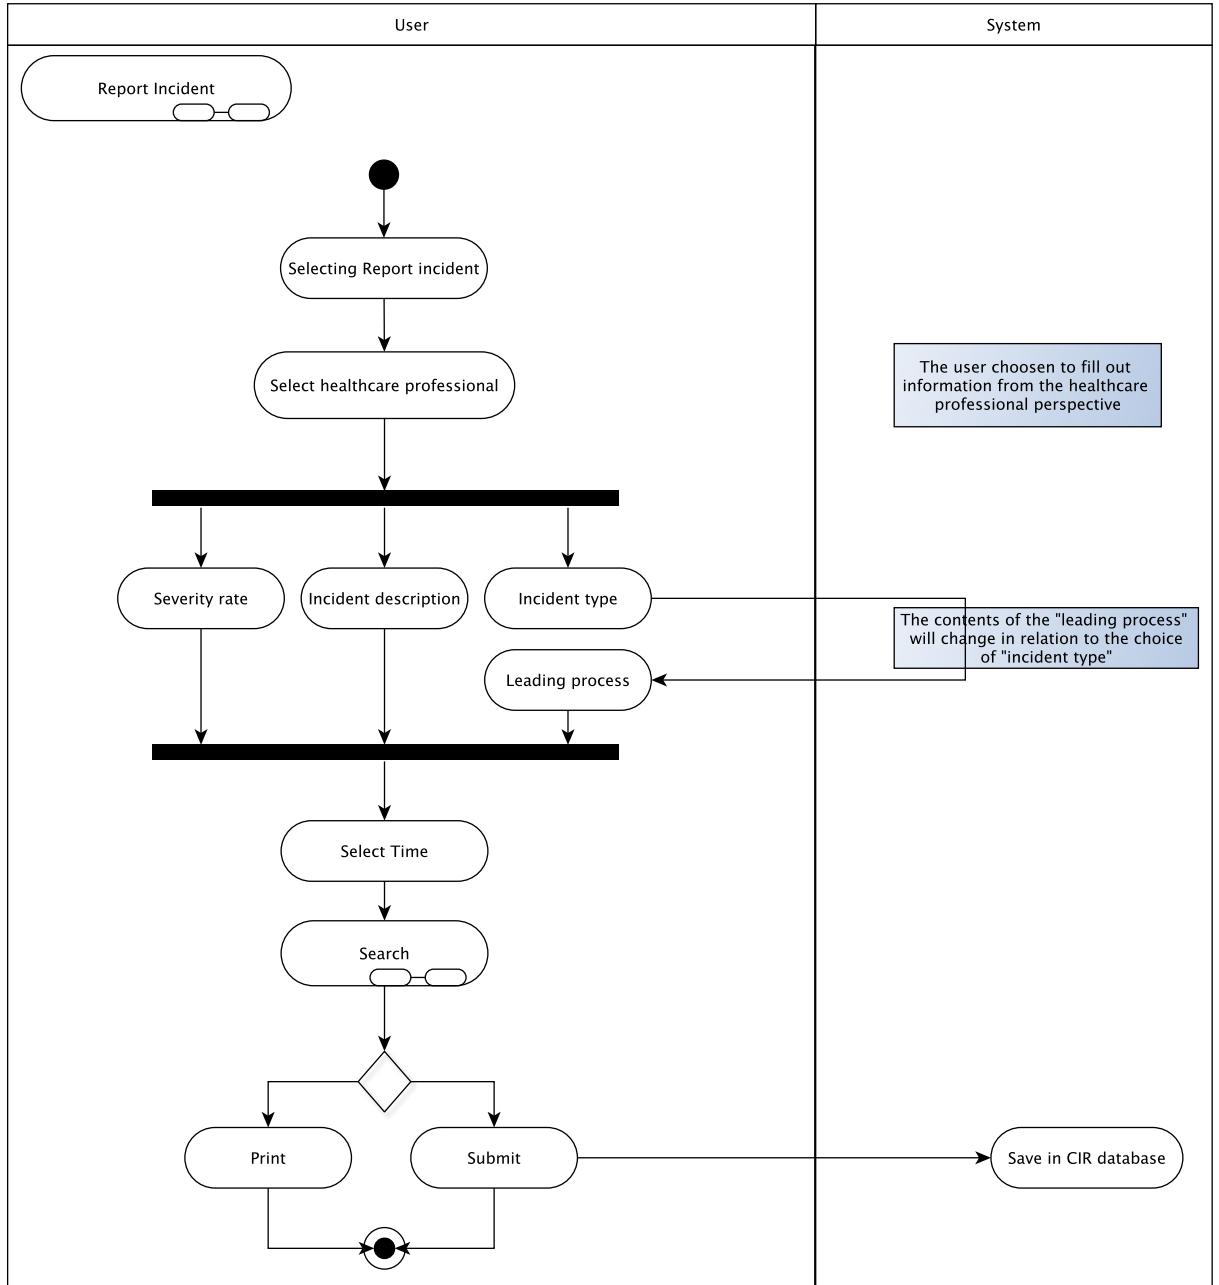 User
System
Report Incident
Selecting Report incident
Select healthcare professional
The user choosen to fill out
information from the healthcare
professional perspective
Severity rate
Incident description
Incident type
The contents of the "leading process"
will change in relation to the choice
of "incident type"
Leading process
Select Time
Search
Print
Submit
Save in CIR database